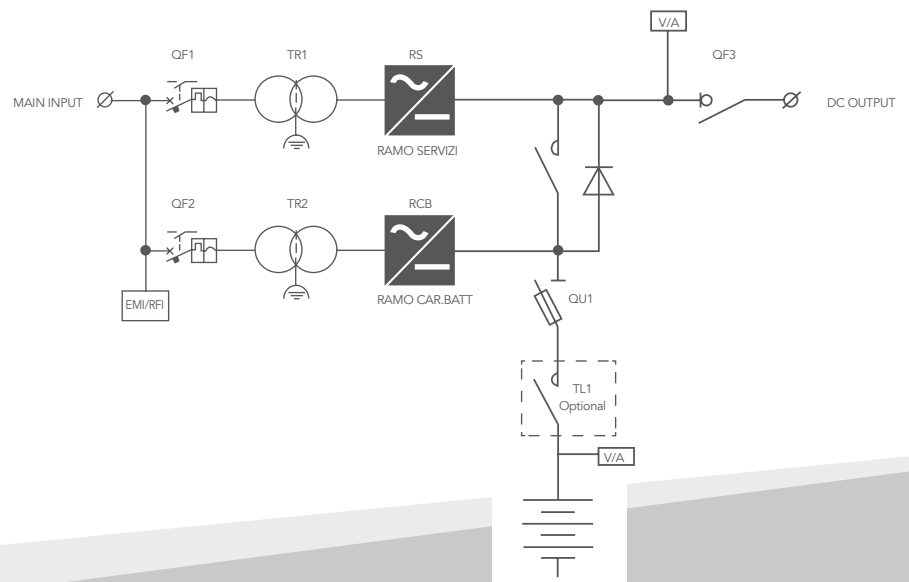 V/A
QF1
TR1
RS
QF3
MAIN INPUT
DC OUTPUT
RAMO SERVIZI
QF2
TR2
RCB
EMI/RFI
RAMO CAR.BATT
QU1
TL1
Optional
V/A